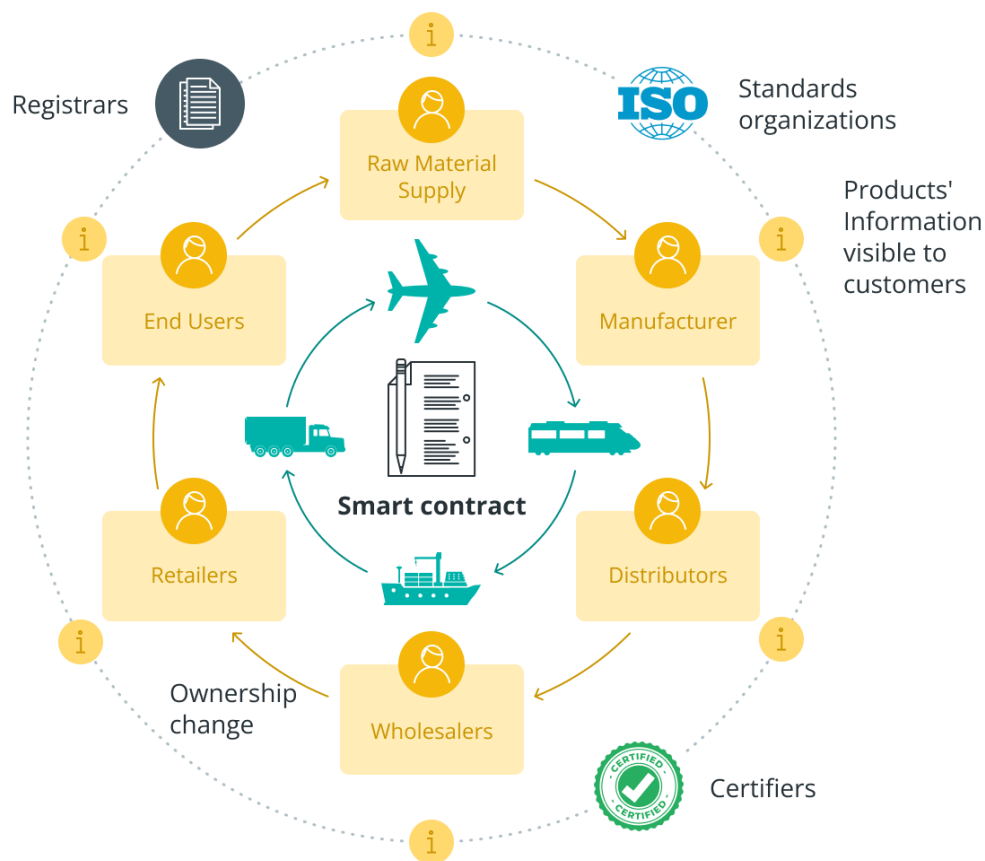 i
Registrars
ISO
Standards
organizations
Raw Material
Supply
Products'
Information
visible to
customers
i
i
End Users
Manufacturer
Smart contract
Retailers
Distributors
i
i
Ownership
change
Wholesalers
CERTIFIED
CERTIFIED
Certifiers
i